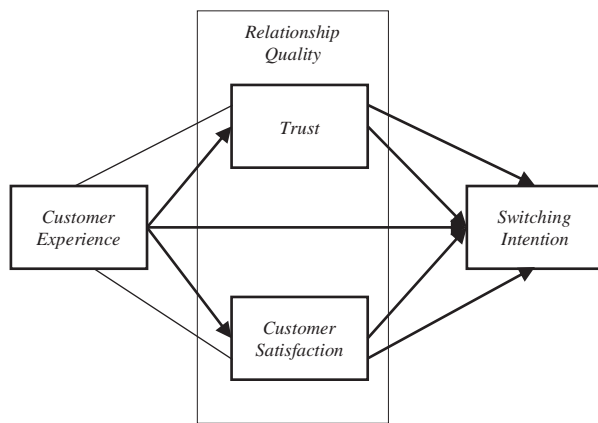 Relationship
Quality
Trust
Customer
Experience
Switching
Intention
Customer
Satisfaction